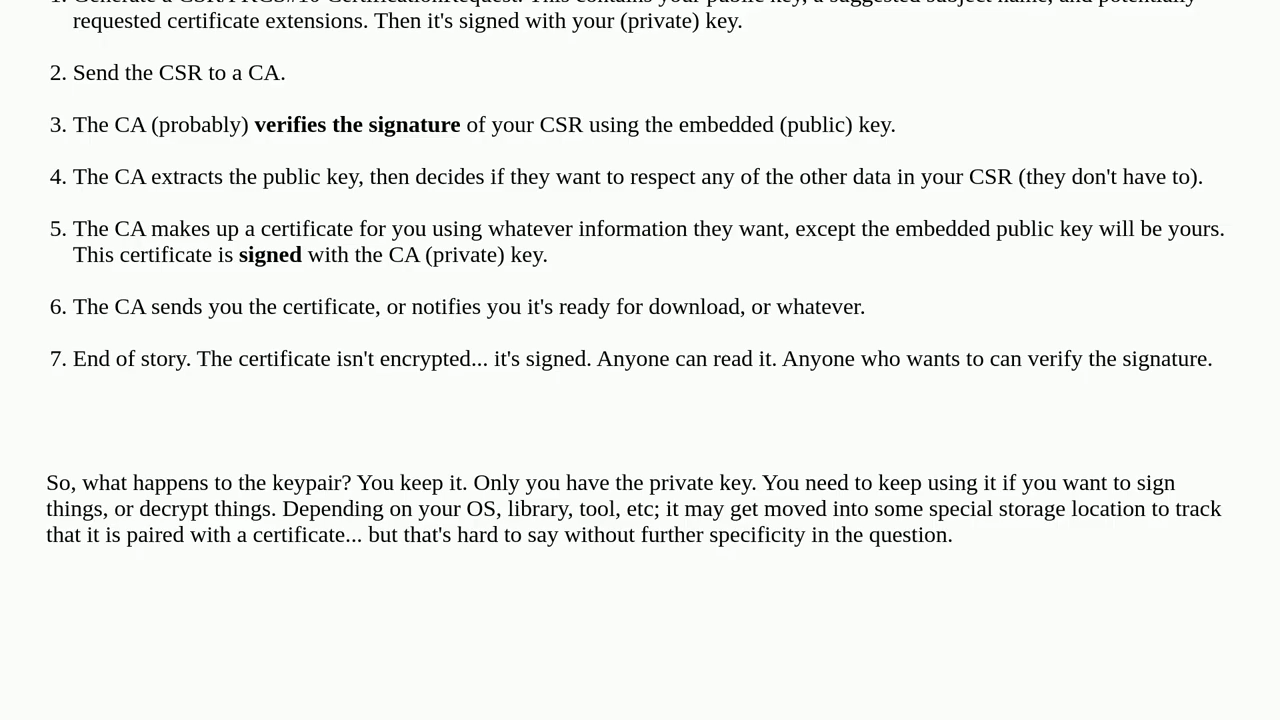 requested certificate extensions. Then it's signed with your (private) key.
2. Send the CSR to a CA.
3. The CA (probably) verifies the signature of your CSR using the embedded (public) key.
4. The CA extracts the public key, then decides if they want to respect any of the other data in your CSR (they don't have to).
5. The CA makes up a certificate for you using whatever information they want, except the embedded public key will be yours.
This certificate is signed with the CA (private) key.
6. The CA sends you the certificate, or notifies you it's ready for download, or whatever.
7. End of story. The certificate isn't encrypted... it's signed. Anyone can read it. Anyone who wants to can verify the signature.
So, what happens to the keypair? You keep it. Only you have the private key. You need to keep using it if you want to sign
things, or decrypt things. Depending on your OS, library, tool, etc; it may get moved into some special storage location to track
that it is paired with a certificate... but that's hard to say without further specificity in the question.